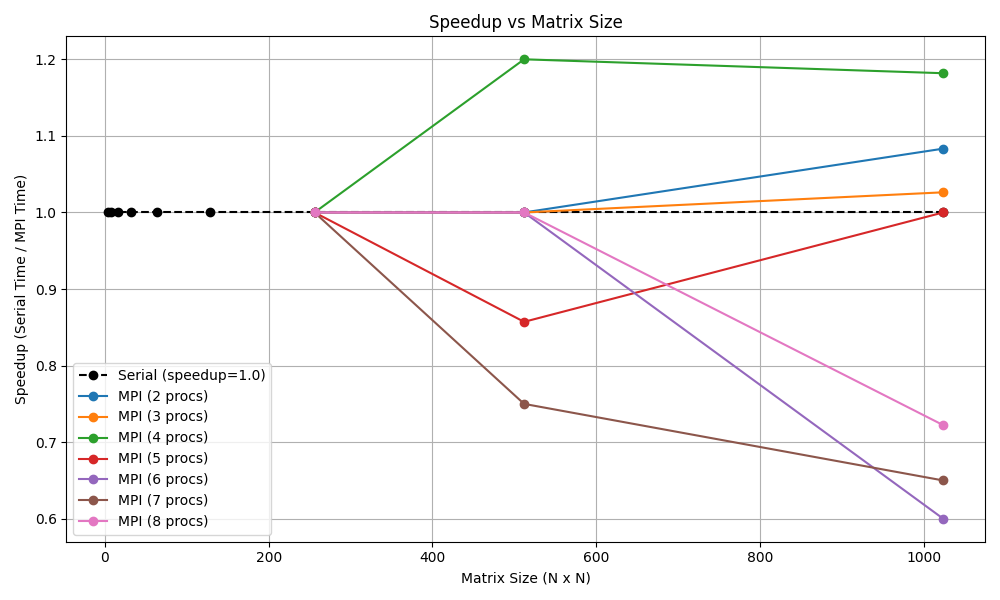 Speedup vs Matrix Size
Speedup (Serial Time / MPI Time)
1.2
1.1
1.0
0.9
0.8
0.7
0.6
Serial (speedup=1.0)
MPI (2 procs)
MPI (3 procs)
MPI (4 procs)
MPI (5 procs)
MPI (6 procs)
MPI (7 procs)
MPI (8 procs)
0 200 400 600 800 1000
Matrix Size (N x N)